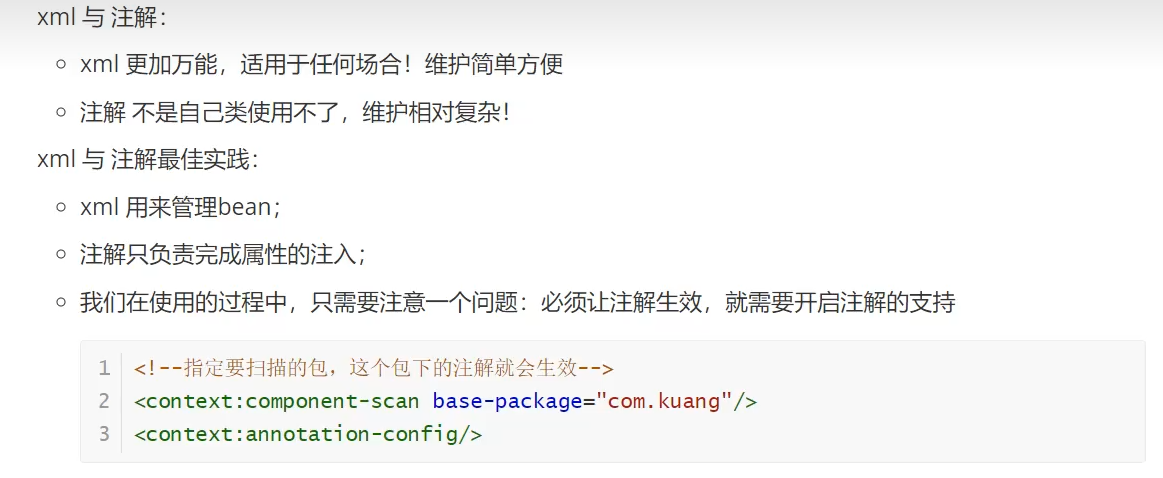 xml 与 注解：
xml 更加万能，适用于任何场合！维护简单方便
注解 不是自己类使用不了，维护相对复杂！
xml 与 注解最佳实践：
xml 用来管理bean；
注解只负责完成属性的注入；
我们在使用的过程中，只需要注意一个问题：必须让注解生效，就需要开启注解的支持
1 <!--指定要扫描的包，这个包下的注解就会生效-->
2 <context:component-scan base-package="com.kuang"/>
3 <context:annotation-config/>